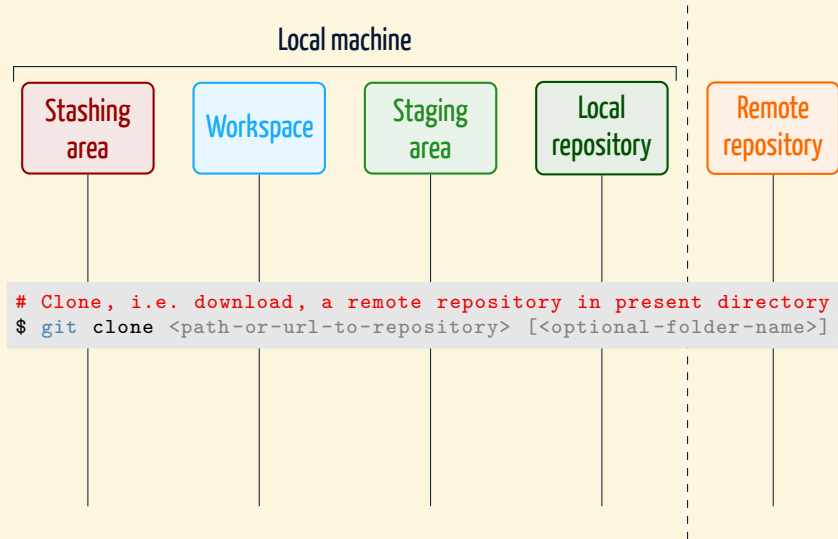 Local machine
Stashing
area
Workspace
Staging
area
Local
repository
Remote
repository
# Clone, i.e. download, a remote repository in present directory
$ git clone <path-or-url-to-repository> [<optional-folder-name>]